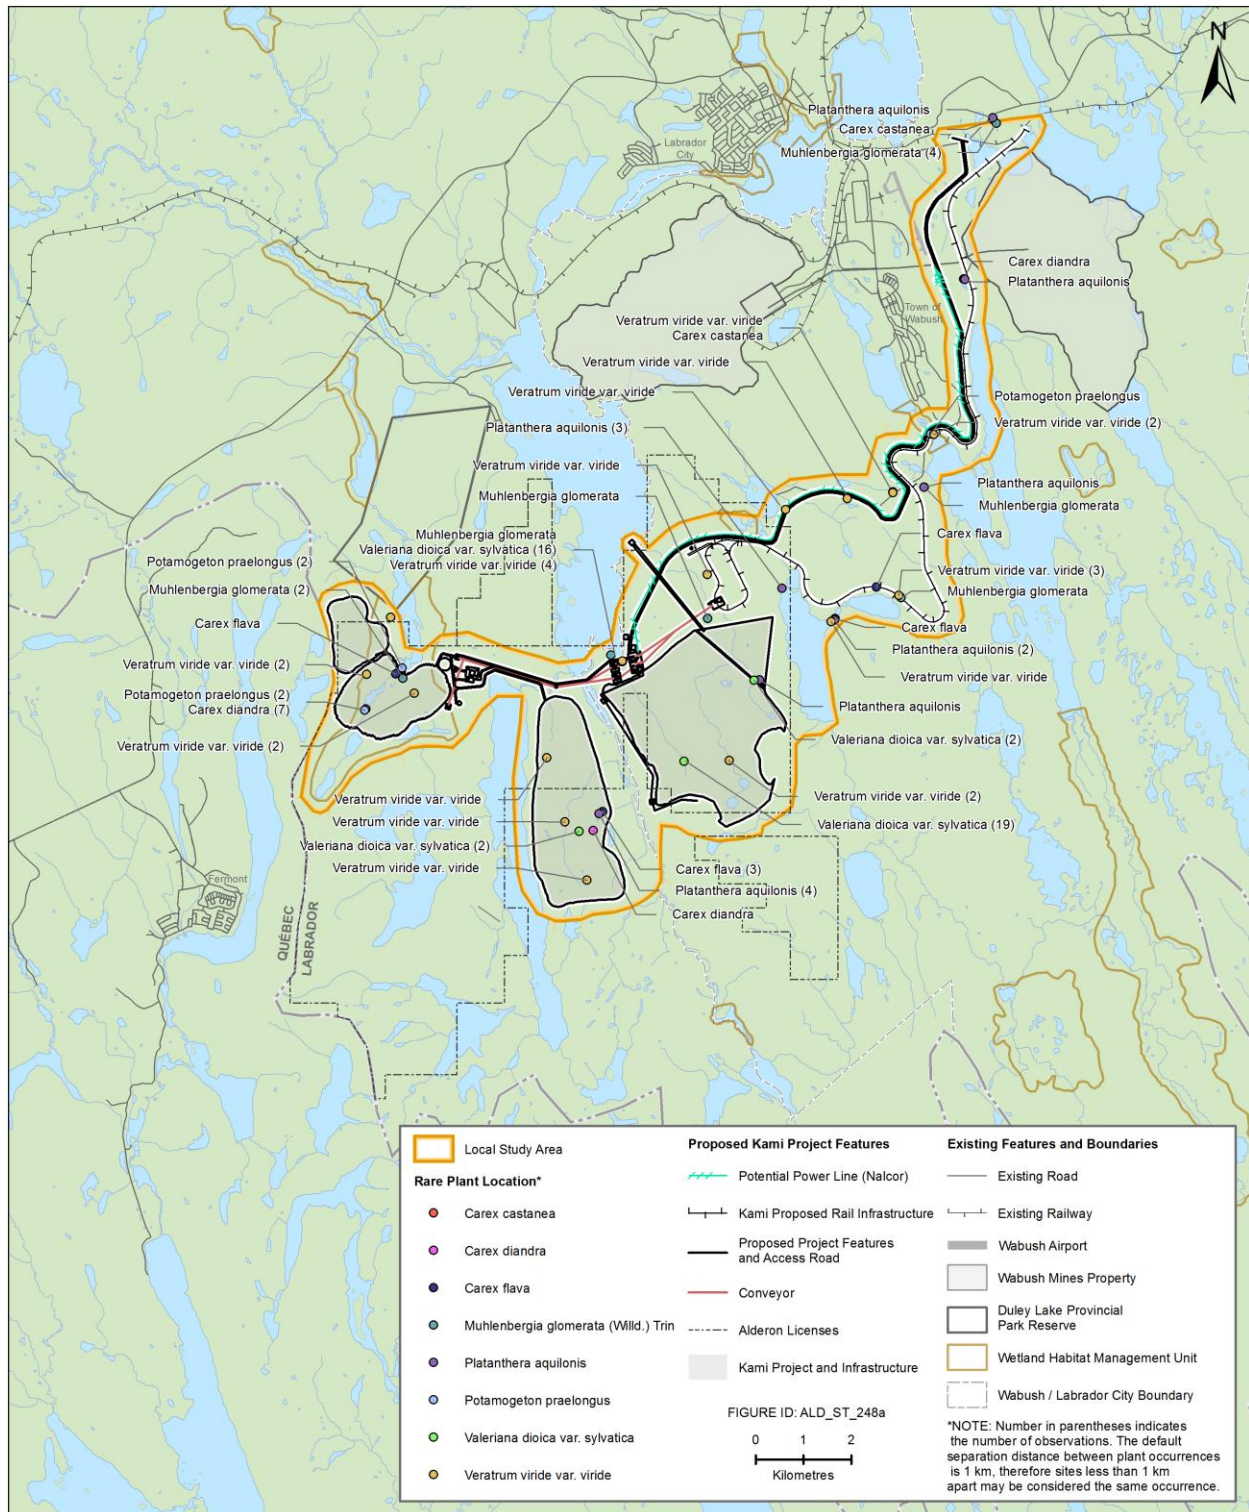 N
Platanthera aquilonis
Carex castanea
Muhlenbergia glomerata (4)
Labrador
City
Carex diandra
Platanthera aquilonis
Town of
Wabush
Veratrum viride var. viride
Carex castanea
Veratrum viride var. viride
Veratrum viride var. viride
Potamogeton praelongus
Veratrum viride var. viride (2)
Platanthera aquilonis (3)
Veratrum viride var. viride
Muhlenbergia glomerata
Platanthera aquilonis
Muhlenbergia glomerata
Muhlenbergia glomerata
Valeriana dioica var. sylvatica (16)
Veratrum viride var. viride (4)
Carex flava
Potamogeton praelongus (2)
Muhlenbergia glomerata (2)
Carex flava
Veratrum viride var. viride (3)
Muhlenbergia glomerata
Carex flava
Platanthera aquilonis (2)
Veratrum viride var. viride
Veratrum viride var. viride (2)
Potamogeton praelongus (2)
Carex diandra (7)
Veratrum viride var. viride (2)
Platanthera aquilonis
Valeriana dioica var. sylvatica (2)
Veratrum viride var. viride
Veratrum viride var. viride
Valeriana dioica var. sylvatica (2)
Veratrum viride var. viride
Veratrum viride var. viride (2)
Valeriana dioica var. sylvatica (19)
Carex flava (3)
Platanthera aquilonis (4)
Carex diandra
Fermont
QUÉBEC
LABRADOR
Local Study Area
Rare Plant Location*
Carex castanea
Carex diandra
Carex flava
Muhlenbergia glomerata (Willd.) Trin
Platanthera aquilonis
Potamogeton praelongus
Valeriana dioica var. sylvatica
Veratrum viride var. viride
Proposed Kami Project Features
Potential Power Line (Nalcor)
Kami Proposed Rail Infrastructure
Proposed Project Features
and Access Road
Conveyor
Alderon Licenses
Kami Project and Infrastructure
FIGURE ID: ALD_ST_248a
0 1 2
Kilometres
Existing Features and Boundaries
Existing Road
Existing Railway
Wabush Airport
Wabush Mines Property
Duley Lake Provincial
Park Reserve
Wetland Habitat Management Unit
Wabush / Labrador City Boundary
*NOTE: Number in parentheses indicates
the number of observations. The default
separation distance between plant occurrences
is 1 km, therefore sites less than 1 km
apart may be considered the same occurrence.